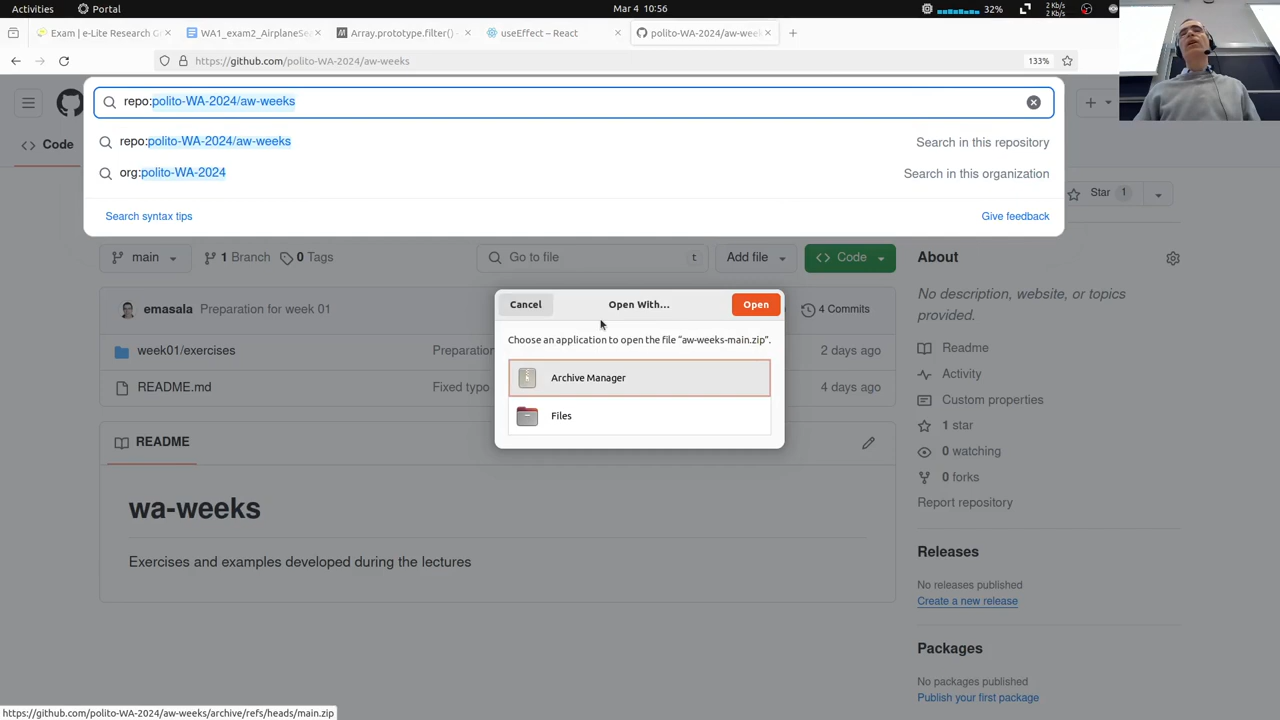 Activities
Portal
Mar 4 10:56
32%
2 Kb/s
2 Kb/s
Exam | e-Lite Research G
WA1_exam2_AirplaneSe
Array.prototype.filter() -
useEffect – React
polito-WA-2024/aw-week
https://github.com/polito-WA-2024/aw-weeks
133%
repo:polito-WA-2024/aw-weeks
repo:polito-WA-2024/aw-weeks
Search in this repository
org:polito-WA-2024
Search in this organization
Search syntax tips
Give feedback
Code
Star 1
main
1 Branch
0 Tags
Go to file
t
Add file
Code
About
No description, website, or topics
provided.
emasala Preparation for week 01
4 Commits
week01/exercises
Preparation
2 days ago
README.md
Fixed typo
4 days ago
Cancel
Open With...
Open
Choose an application to open the file “aw-weeks-main.zip”.
Archive Manager
Files
Readme
Activity
Custom properties
1 star
0 watching
0 forks
Report repository
README
wa-weeks
Exercises and examples developed during the lectures
Releases
No releases published
Create a new release
Packages
No packages published
Publish your first package
https://github.com/polito-WA-2024/aw-weeks/archive/refs/heads/main.zip